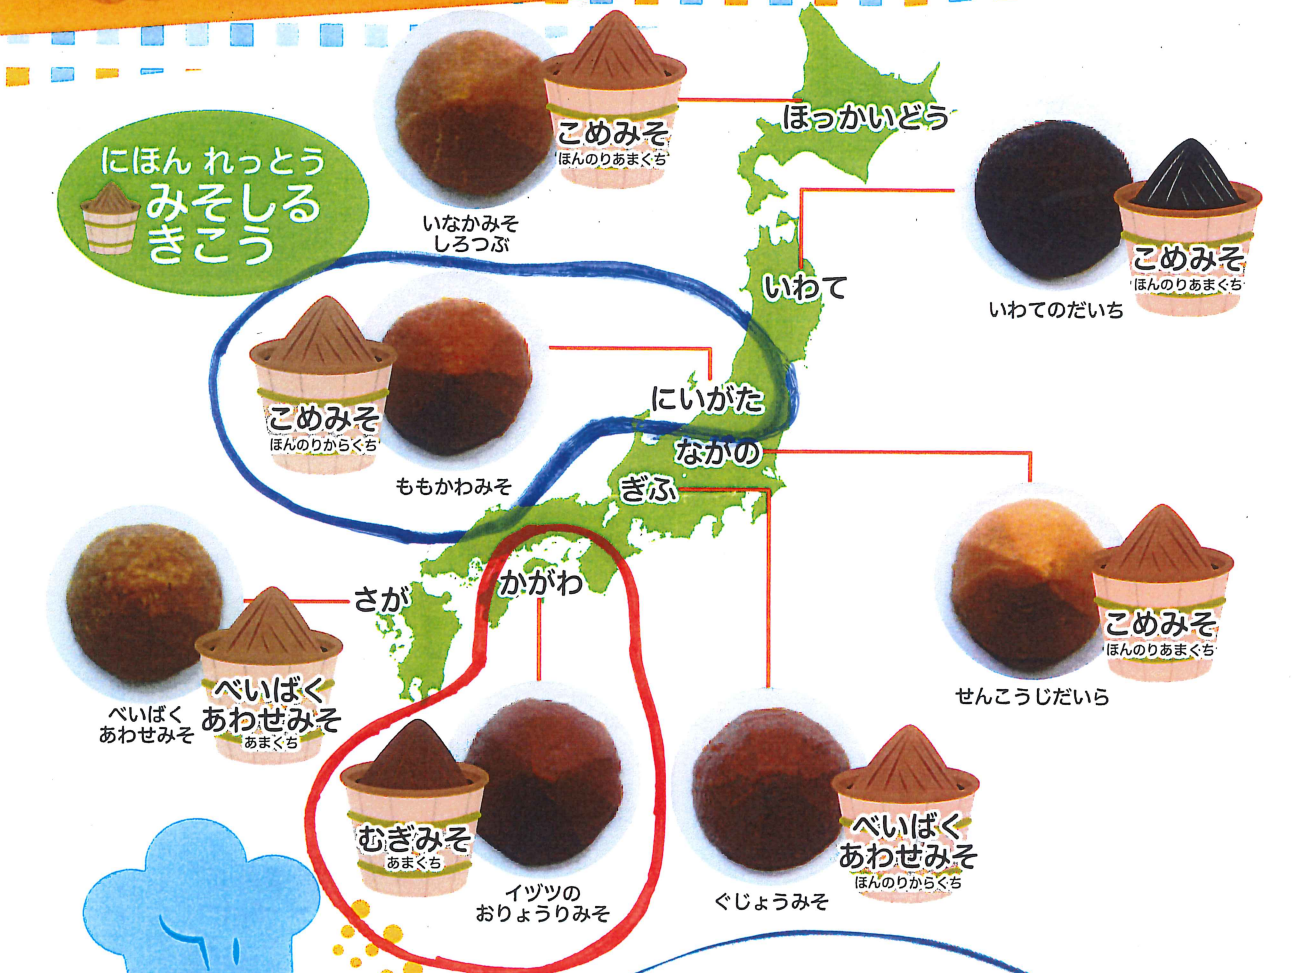 にほん れっとう
みそしる
きこう
こめみそ
ほんのりあまくち
いなかみそ
しろつぶ
ほっかいどう
こめみそ
ほんのりあまくち
いわてのだいち
いわて
こめみそ
ほんのりからくち
ももかわみそ
にいがた
ながの
ぎふ
こめみそ
ほんのりあまくち
せんこうじだいら
さが
べいばく
あわせみそ
べいばく
あわせみそ
あまくち
かがわ
むぎみそ
あまくち
イヅツの
おりょうりみそ
ぐじょうみそ
べいばく
あわせみそ
ほんのりからくち